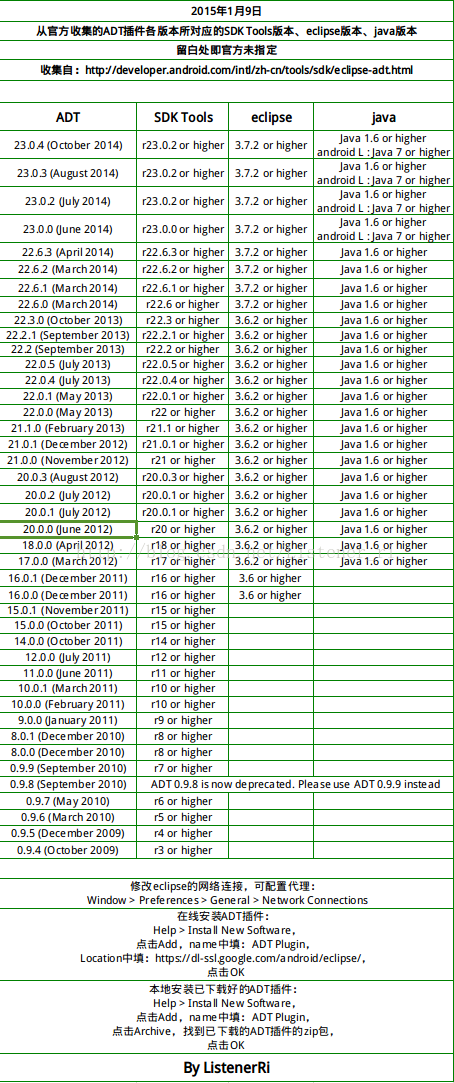 2015年1月9日
从官方收集的ADT插件各版本所对应的SDK Tools版本、eclipse版本、java版本
留白处即官方未指定
收集自：http://developer.android.com/intl/zh-cn/tools/sdk/eclipse-adt.html
ADT SDK Tools eclipse java
23.0.4 (October 2014) r23.0.2 or higher 3.7.2 or higher Java 1.6 or higher
android L : Java 7 or higher
23.0.3 (August 2014) r23.0.2 or higher 3.7.2 or higher Java 1.6 or higher
android L : Java 7 or higher
23.0.2 (July 2014) r23.0.2 or higher 3.7.2 or higher Java 1.6 or higher
android L : Java 7 or higher
23.0.0 (June 2014) r23.0.0 or higher 3.7.2 or higher Java 1.6 or higher
android L : Java 7 or higher
22.6.3 (April 2014) r22.6.3 or higher 3.7.2 or higher Java 1.6 or higher
22.6.2 (March 2014) r22.6.2 or higher 3.7.2 or higher Java 1.6 or higher
22.6.1 (March 2014) r22.6.1 or higher 3.7.2 or higher Java 1.6 or higher
22.6.0 (March 2014) r22.6 or higher 3.7.2 or higher Java 1.6 or higher
22.3.0 (October 2013) r22.3 or higher 3.6.2 or higher Java 1.6 or higher
22.2.1 (September 2013) r22.2.1 or higher 3.6.2 or higher Java 1.6 or higher
22.2 (September 2013) r22.2 or higher 3.6.2 or higher Java 1.6 or higher
22.0.5 (July 2013) r22.0.5 or higher 3.6.2 or higher Java 1.6 or higher
22.0.4 (July 2013) r22.0.4 or higher 3.6.2 or higher Java 1.6 or higher
22.0.1 (May 2013) r22.0.1 or higher 3.6.2 or higher Java 1.6 or higher
22.0.0 (May 2013) r22 or higher 3.6.2 or higher Java 1.6 or higher
21.1.0 (February 2013) r21.1 or higher 3.6.2 or higher Java 1.6 or higher
21.0.1 (December 2012) r21.0.1 or higher 3.6.2 or higher Java 1.6 or higher
21.0.0 (November 2012) r21 or higher 3.6.2 or higher Java 1.6 or higher
20.0.3 (August 2012) r20.0.3 or higher 3.6.2 or higher Java 1.6 or higher
20.0.2 (July 2012) r20.0.1 or higher 3.6.2 or higher Java 1.6 or higher
20.0.1 (July 2012) r20.0.1 or higher 3.6.2 or higher Java 1.6 or higher
20.0.0 (June 2012) r20 or higher 3.6.2 or higher Java 1.6 or higher
18.0.0 (April 2012) r18 or higher 3.6.2 or higher Java 1.6 or higher
17.0.0 (March 2012) r17 or higher 3.6.2 or higher Java 1.6 or higher
16.0.1 (December 2011) r16 or higher 3.6 or higher
16.0.0 (December 2011) r16 or higher 3.6 or higher
15.0.1 (November 2011) r15 or higher
15.0.0 (October 2011) r15 or higher
14.0.0 (October 2011) r14 or higher
12.0.0 (July 2011) r12 or higher
11.0.0 (June 2011) r11 or higher
10.0.1 (March 2011) r10 or higher
10.0.0 (February 2011) r10 or higher
9.0.0 (January 2011) r9 or higher
8.0.1 (December 2010) r8 or higher
8.0.0 (December 2010) r8 or higher
0.9.9 (September 2010) r7 or higher
0.9.8 (September 2010) ADT 0.9.8 is now deprecated. Please use ADT 0.9.9 instead
0.9.7 (May 2010) r6 or higher
0.9.6 (March 2010) r5 or higher
0.9.5 (December 2009) r4 or higher
0.9.4 (October 2009) r3 or higher
修改eclipse的网络连接，可配置代理：
Window > Preferences > General > Network Connections
在线安装ADT插件：
Help > Install New Software，
点击Add，name中填：ADT Plugin，
Location中填：https://dl-ssl.google.com/android/eclipse/，
点击OK
本地安装已下载好的ADT插件：
Help > Install New Software，
点击Add，name中填：ADT Plugin，
点击Archive，找到已下载的ADT插件的zip包，
点击OK
By ListenerRi